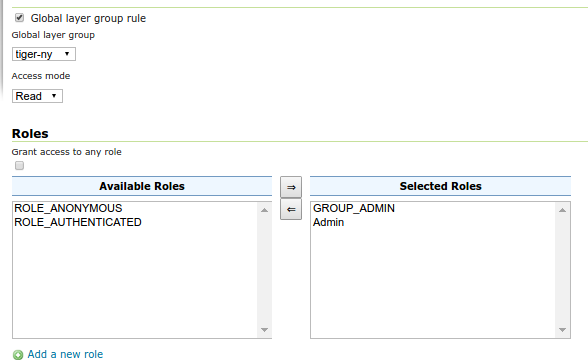 Global layer group rule
Global layer group
tiger-ny
Access mode
Read
Roles
Grant access to any role
Available Roles
⇒
Selected Roles
⇐
ROLE_ANONYMOUS
ROLE_AUTHENTICATED
GROUP_ADMIN
Admin
Add a new role